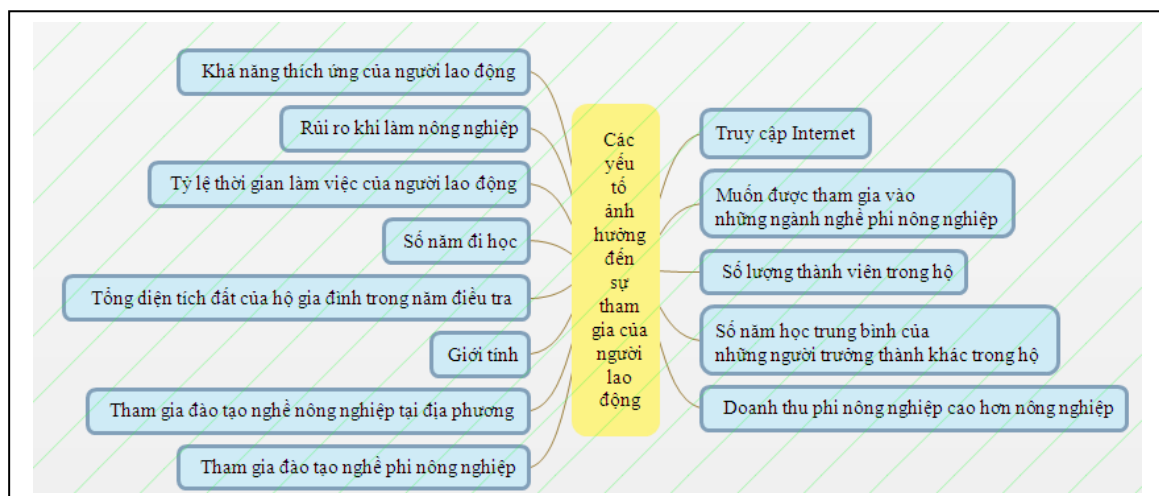 Khả năng thích ứng của người lao động
Rủi ro khi làm nông nghiệp
Tỷ lệ thời gian làm việc của người lao động
Số năm đi học
Tổng diện tích đất của hộ gia đình trong năm điều tra
Giới tính
Tham gia đào tạo nghề nông nghiệp tại địa phương
Tham gia đào tạo nghề phi nông nghiệp
Các
yếu
tố
ảnh
hưởng
đến
sự
tham
gia của
người
lao
động
Truy cập Internet
Muốn được tham gia vào
những ngành nghề phi nông nghiệp
Số lượng thành viên trong hộ
Số năm học trung bình của
những người trưởng thành khác trong hộ
Doanh thu phi nông nghiệp cao hơn nông nghiệp